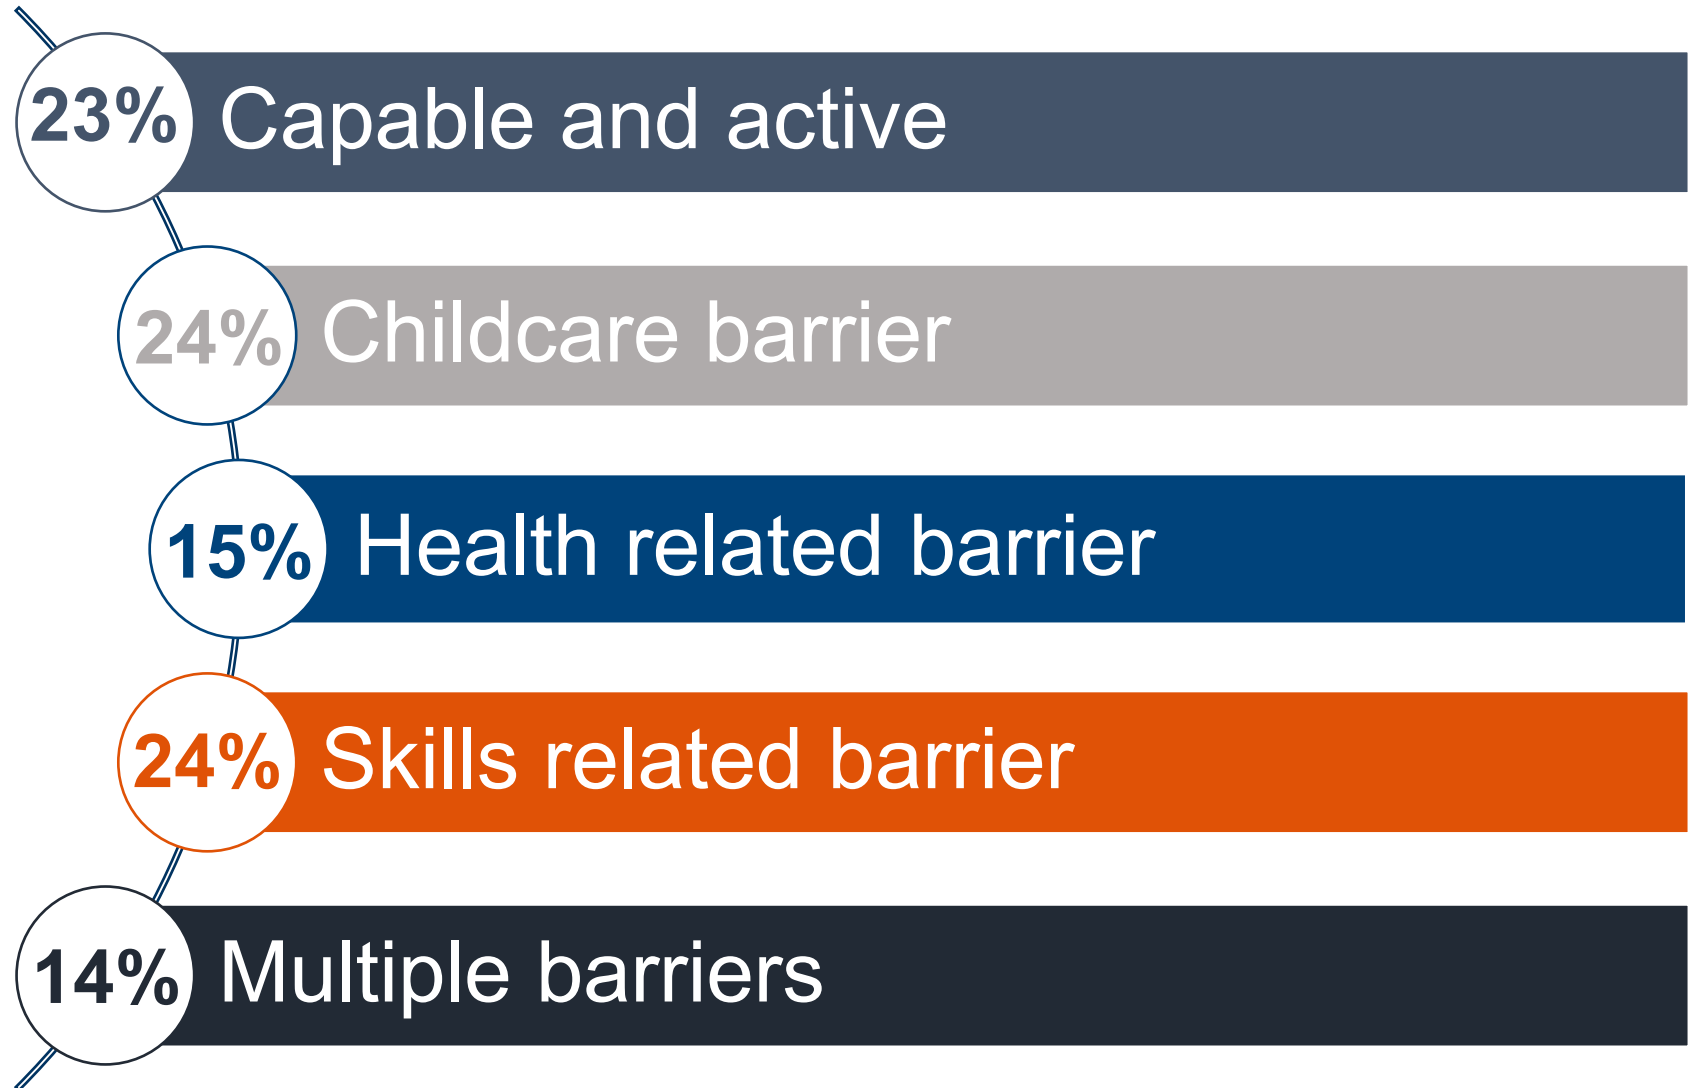 23% Capable and active
24% Childcare barrier
15% Health related barrier
24% Skills related barrier
14% Multiple barriers